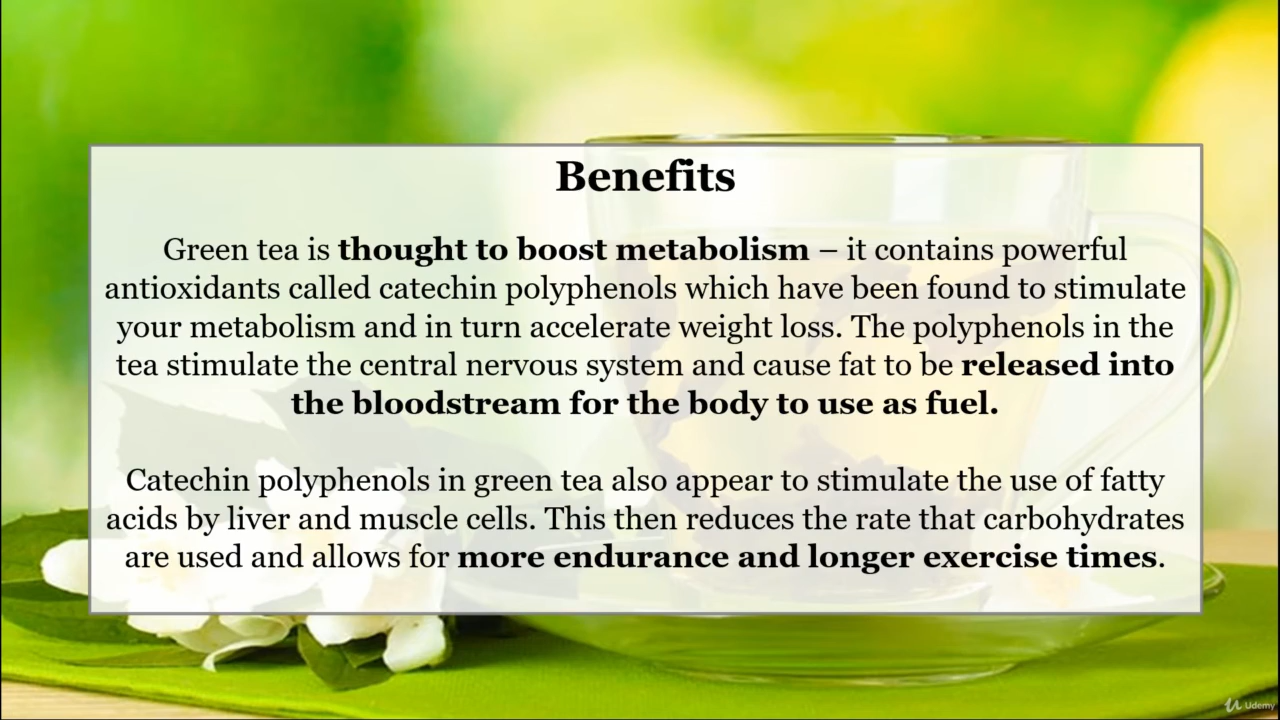 Benefits
Green tea is thought to boost metabolism – it contains powerful
antioxidants called catechin polyphenols which have been found to stimulate
your metabolism and in turn accelerate weight loss. The polyphenols in the
tea stimulate the central nervous system and cause fat to be released into
the bloodstream for the body to use as fuel.
Catechin polyphenols in green tea also appear to stimulate the use of fatty
acids by liver and muscle cells. This then reduces the rate that carbohydrates
are used and allows for more endurance and longer exercise times.
Udemy